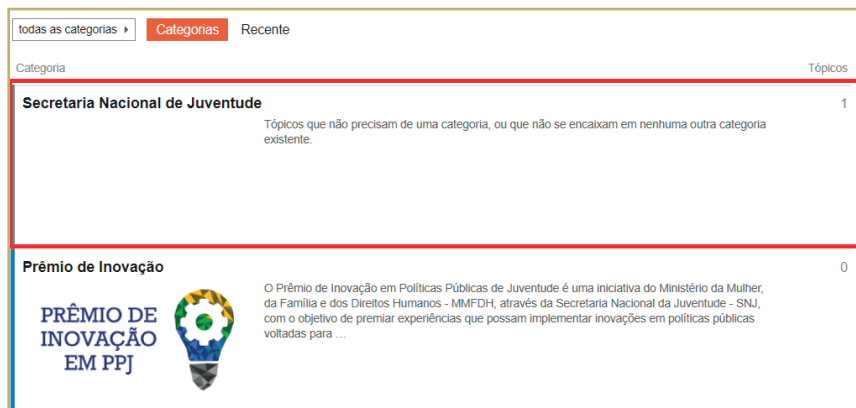 todas as categorias
Categorias
Recente
Categoria
Tópicos
Secretaria Nacional de Juventude
1
Tópicos que não precisam de uma categoria, ou que não se encaixam em nenhuma outra categoria
existente.
Prêmio de Inovação
0
O Prêmio de Inovação em Políticas Públicas de Juventude é uma iniciativa do Ministério da Mulher,
da Família e dos Direitos Humanos - MMFDH, através da Secretaria Nacional da Juventude - SNJ,
com o objetivo de premiar experiências que possam implementar inovações em políticas públicas
voltadas para …
PRÊMIO DE
INOVAÇÃO
EM PPJ